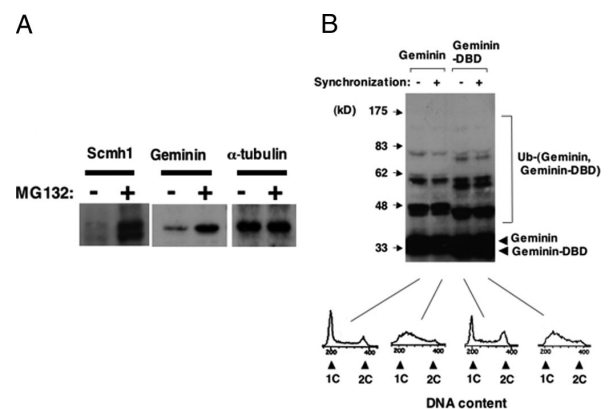 A
Scmh1 Geminin α-tubulin
MG132: - + - + - +
B
Geminin Geminin
-DBD
Synchronization: - + - +
(kD) 175
83
62
48
33
Ub-(Geminin,
Geminin-DBD)
Geminin
Geminin-DBD
200 400 200 400 200 400 200 400
1C 2C 1C 2C 1C 2C 1C 2C
DNA content